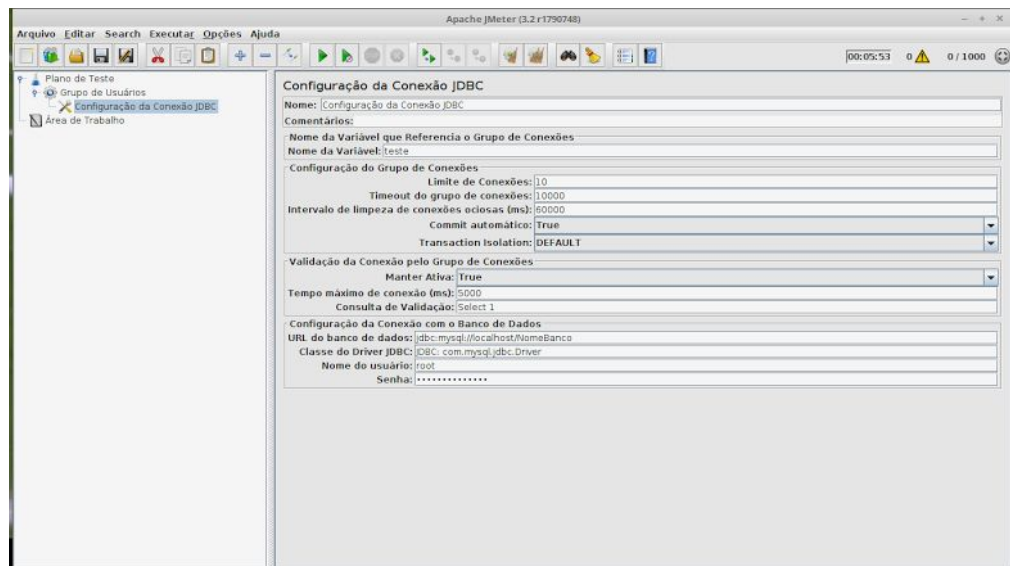 Apache JMeter (3.2 r1790748)
Arquivo Editar Search Executar Opções Ajuda
00:05:53 0 0 / 1000
Plano de Teste
Grupo de Usuários
Configuração da Conexão JDBC
Área de Trabalho
Configuração da Conexão JDBC
Nome: Configuração da Conexão JDBC
Comentários:
Nome da Variável que Referencia o Grupo de Conexões
Nome da Variável: teste
Configuração do Grupo de Conexões
Limite de Conexões: 10
Timeout do grupo de conexões: 10000
Intervalo de limpeza de conexões ociosas (ms): 60000
Commit automático: True
Transaction Isolation: DEFAULT
Validação da Conexão pelo Grupo de Conexões
Manter Ativa: True
Tempo máximo de conexão (ms): 5000
Consulta de Validação: Select 1
Configuração da Conexão com o Banco de Dados
URL do banco de dados: jdbc:mysql://localhost/NomeBanco
Classe do Driver JDBC: JDBC: com.mysql.jdbc.Driver
Nome do usuário: root
Senha: ••••••••••••••